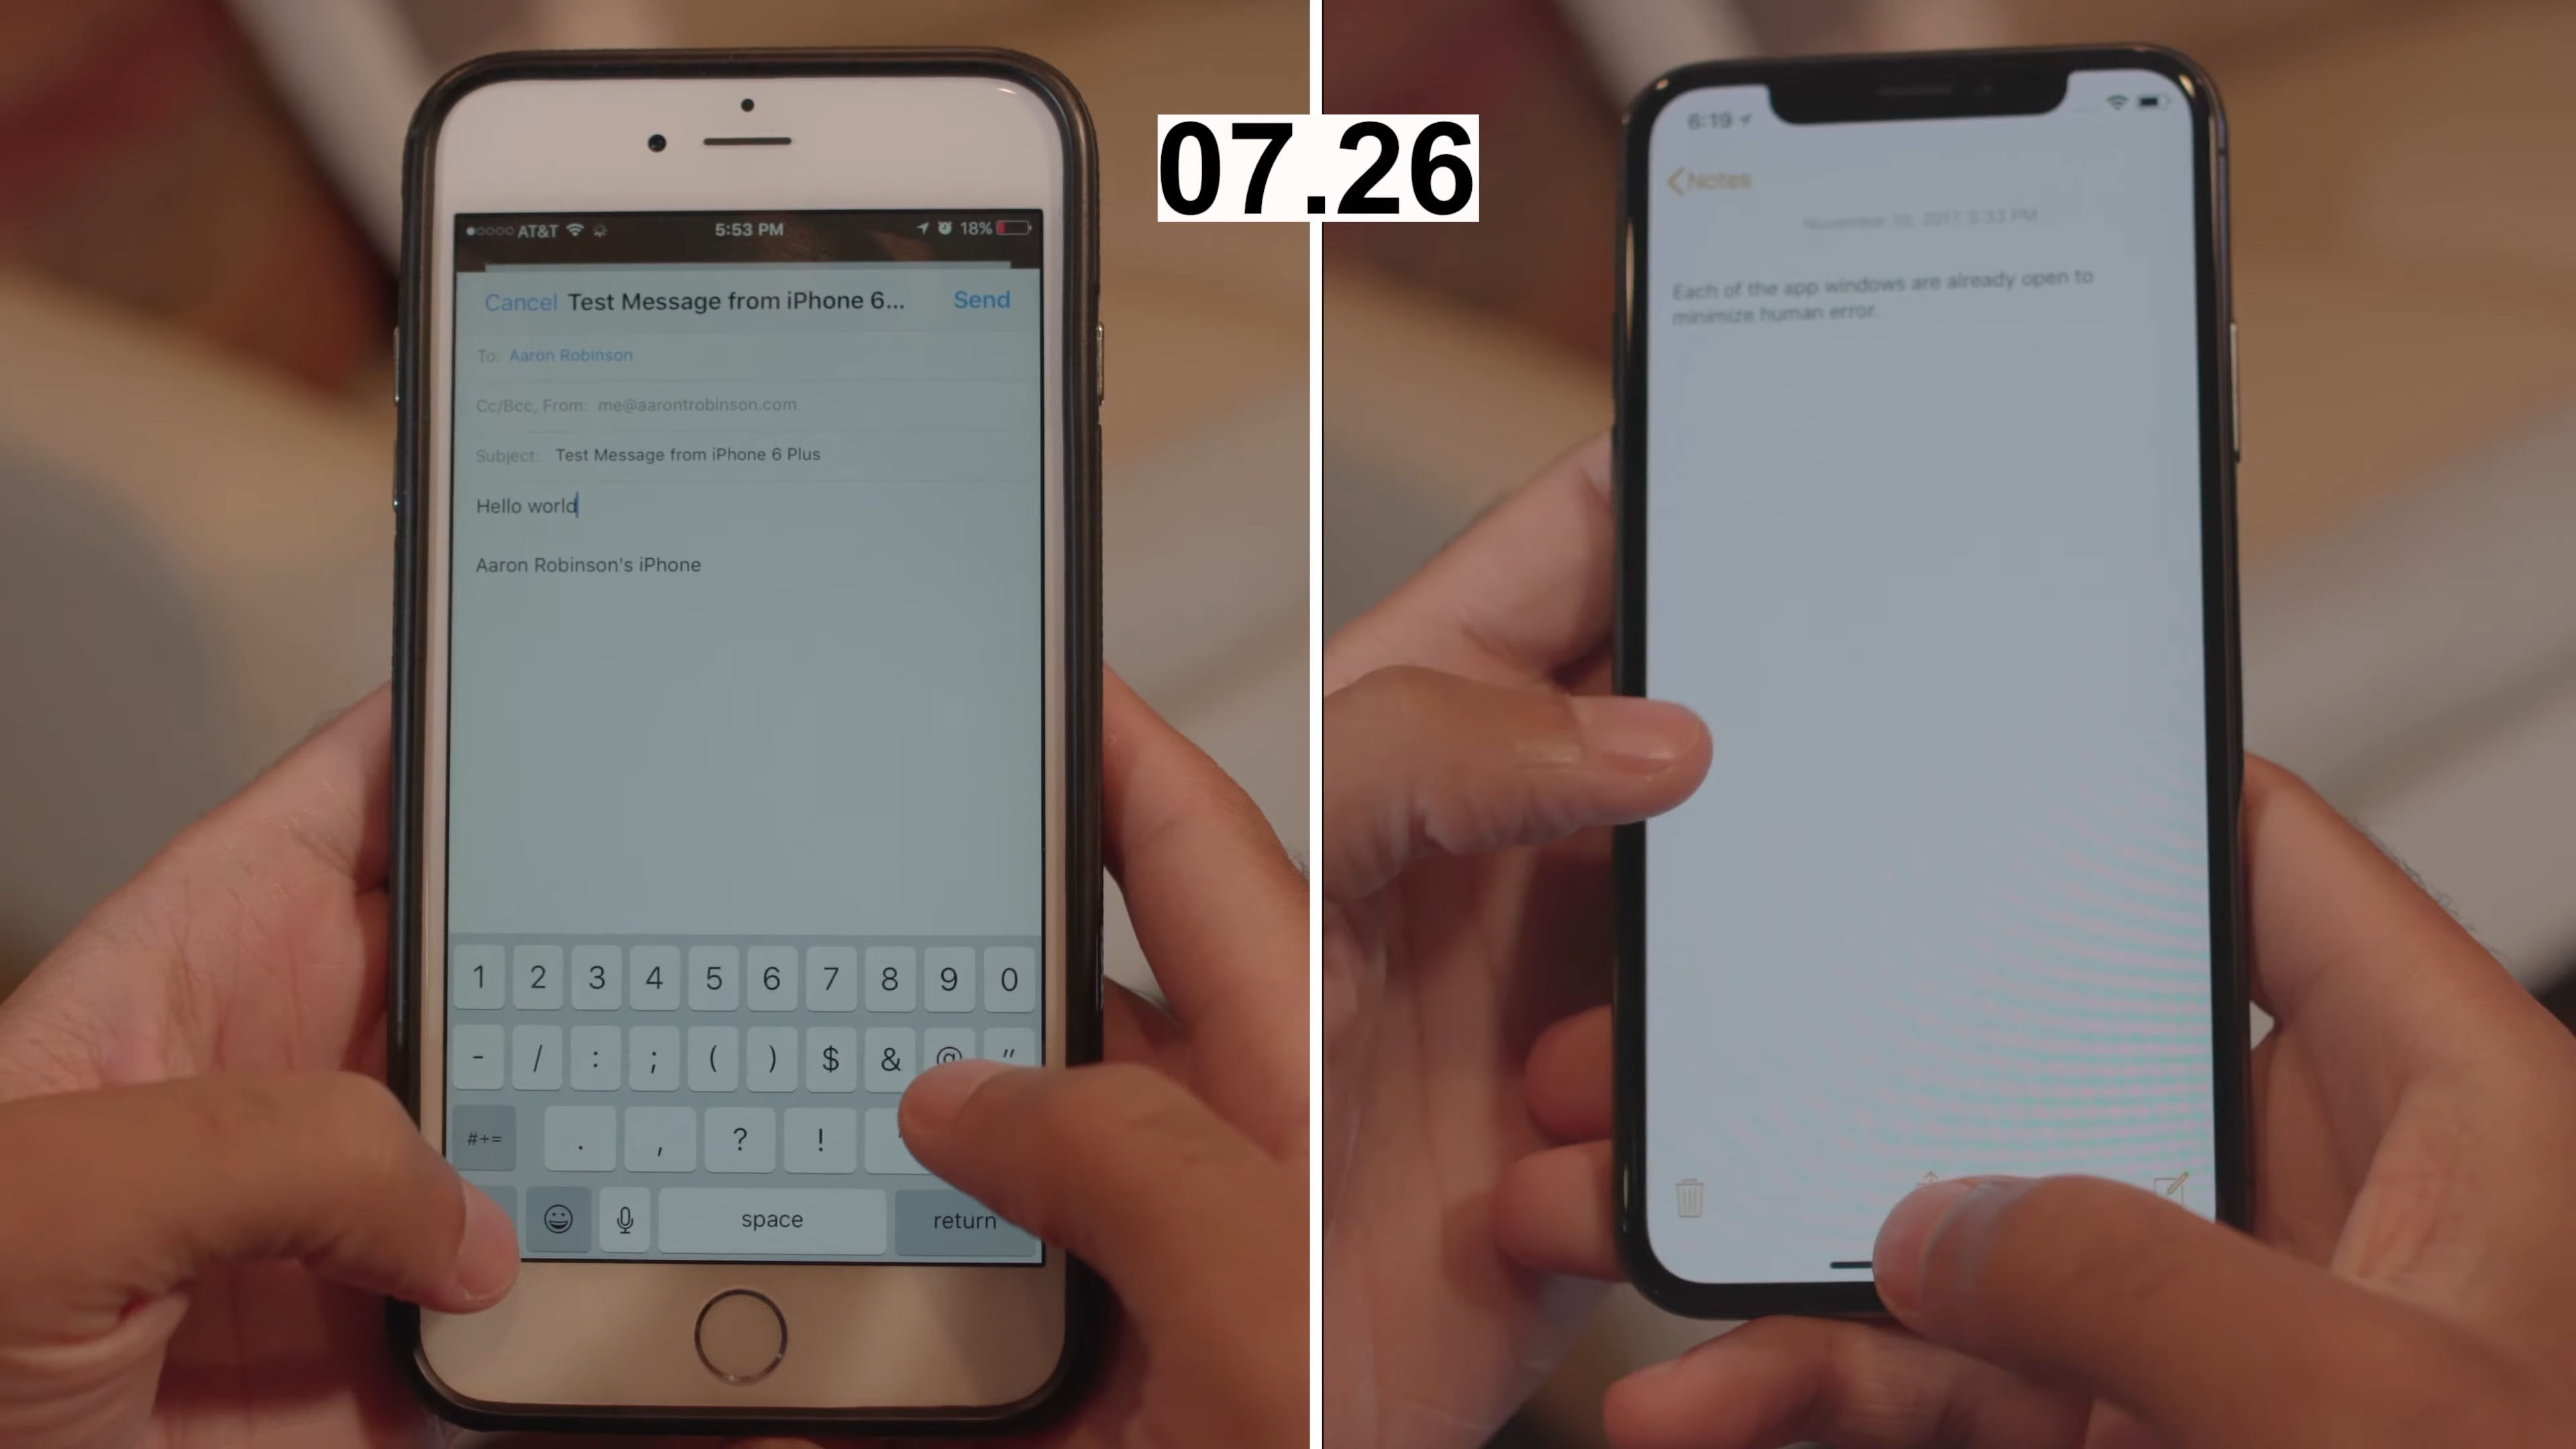 07.26
AT&T 5:53 PM 18%
Cancel Test Message from iPhone 6... Send
To: Aaron Robinson
Cc/Bcc, From: me@aarontrobinson.com
Subject: Test Message from iPhone 6 Plus
Hello world
Aaron Robinson's iPhone
1 2 3 4 5 6 7 8 9 0
- / : ; ( ) $ & @ "
#+= . , ? !
space return
6:19
Notes
5:33 PM
Each of the app windows are already open to
minimize human error.